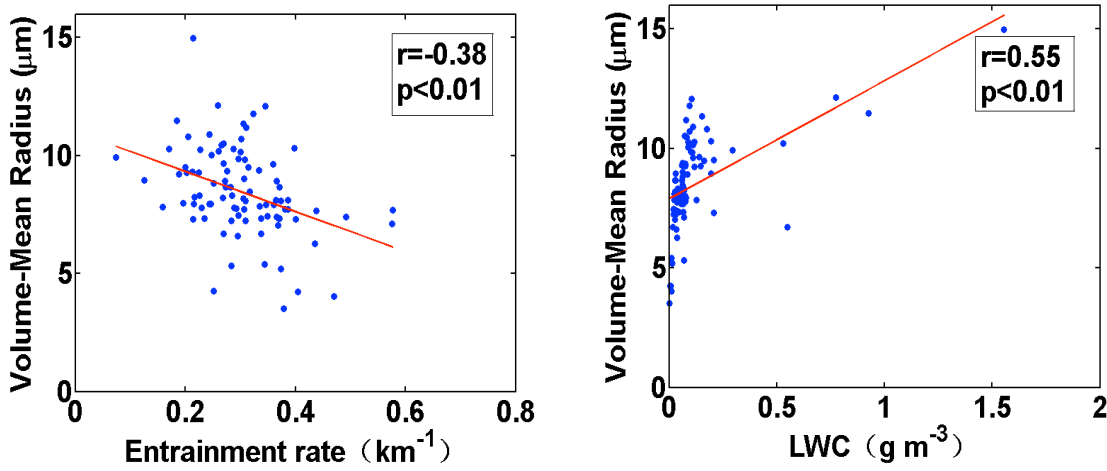 Volume-Mean Radius (μm)
15
10
5
0
r=-0.38
p<0.01
0 0.2 0.4 0.6 0.8
Entrainment rate（km-1）
Volume-Mean Radius (μm)
15
10
5
0
r=0.55
p<0.01
0 0.5 1 1.5 2
LWC（g m-3）